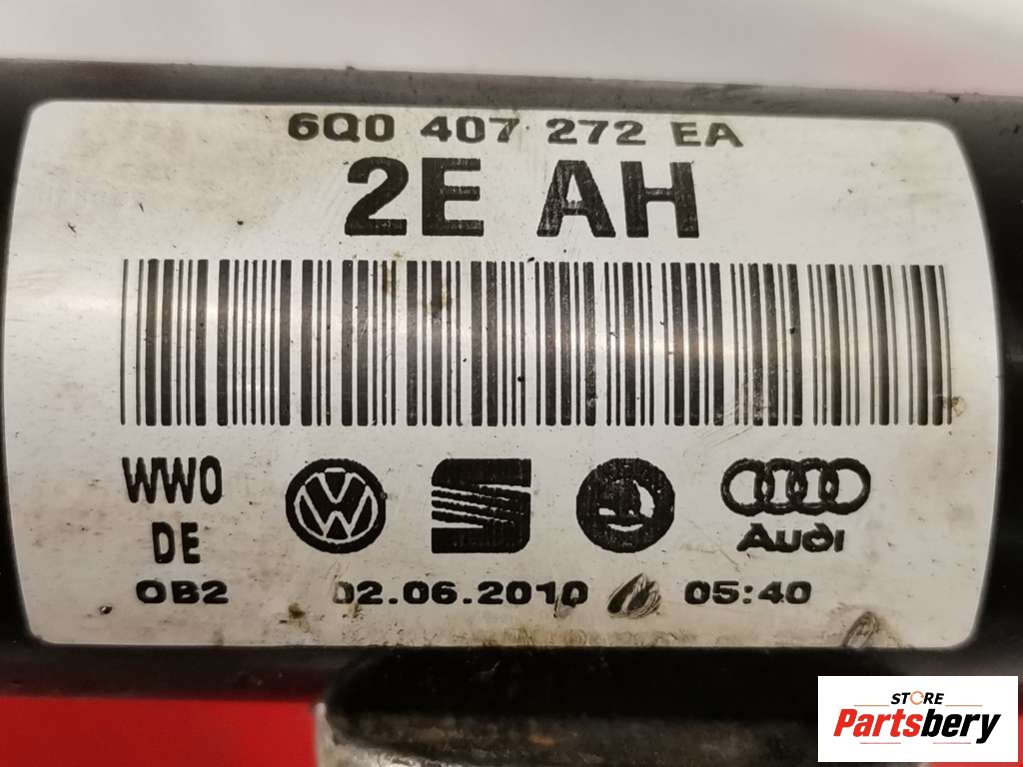 6Q0 407 272 EA
2E AH
WWO
DE
Audi
OB2 02.06.2010 05:40
STORE
Partsbery